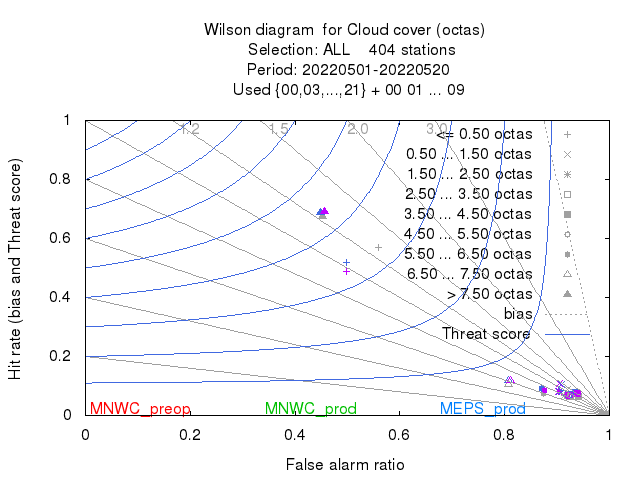 Wilson diagram  for Cloud cover (octas)
Selection: ALL    404 stations
Period: 20220501-20220520
Used {00,03,...,21} + 00 01 ... 09
1
1.2 1.5 2.0 3.0
<= 0.50 octas
0.50 ... 1.50 octas
1.50 ... 2.50 octas
2.50 ... 3.50 octas
3.50 ... 4.50 octas
4.50 ... 5.50 octas
5.50 ... 6.50 octas
6.50 ... 7.50 octas
> 7.50 octas
bias
Threat score
0.8
0.6
0.4
0.2
0
Hit rate (bias and Threat score)
MNWC_preop MNWC_prod MEPS_prod
0 0.2 0.4 0.6 0.8 1
False alarm ratio